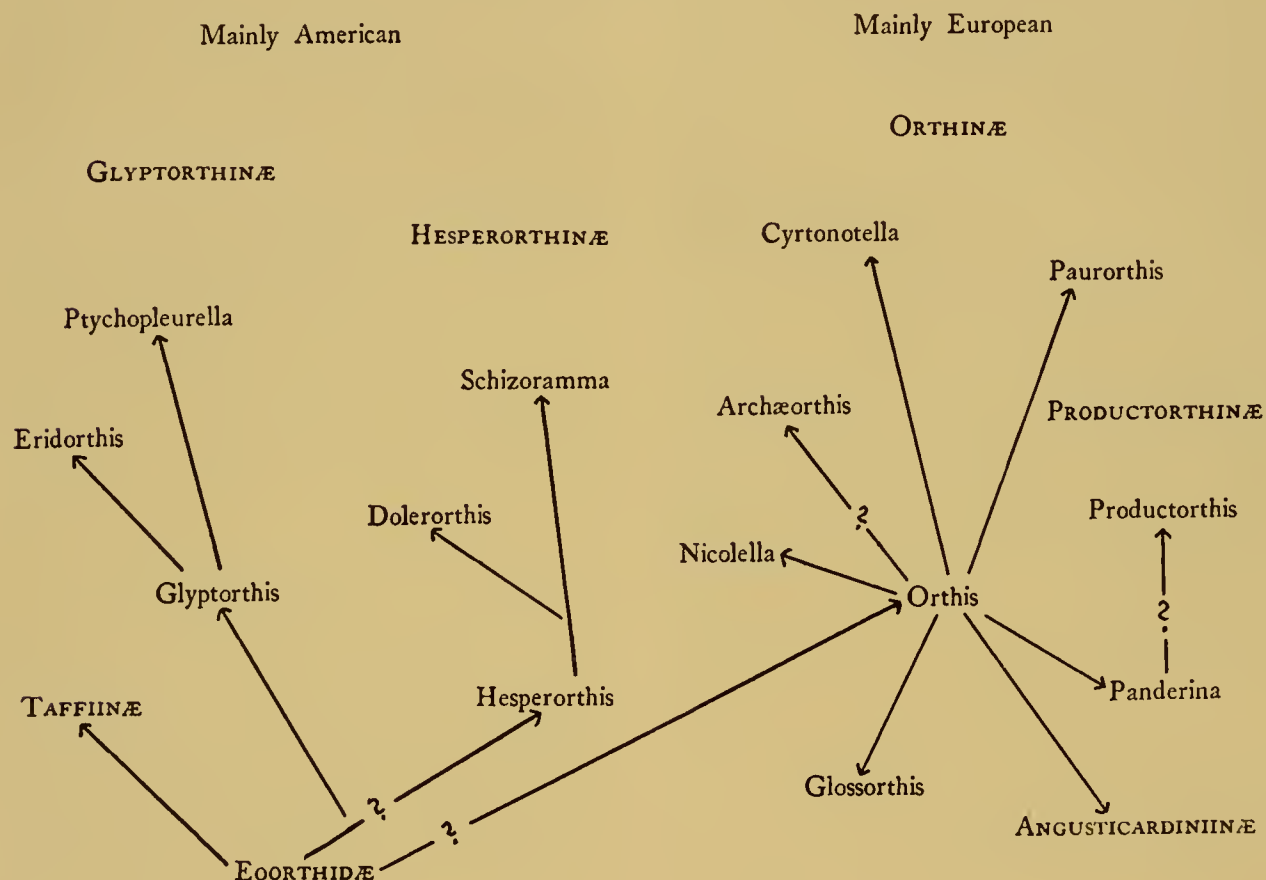 Mainly American
Mainly European
ORTHINÆ
GLYPTORTHINÆ
HESPERORTHINÆ
Cyrtonotella
Paurorthis
Ptychopleurella
Schizoramma
Archæorthis
PRODUCTORTHINÆ
Eridorthis
Dolerorthis
?
Productorthis
Nicolella
Glyptorthis
Orthis
?
TAFFIINÆ
Hesperorthis
Panderina
Glossorthis
?
?
ANGUSTICARDINIINÆ
EOORTHIDÆ